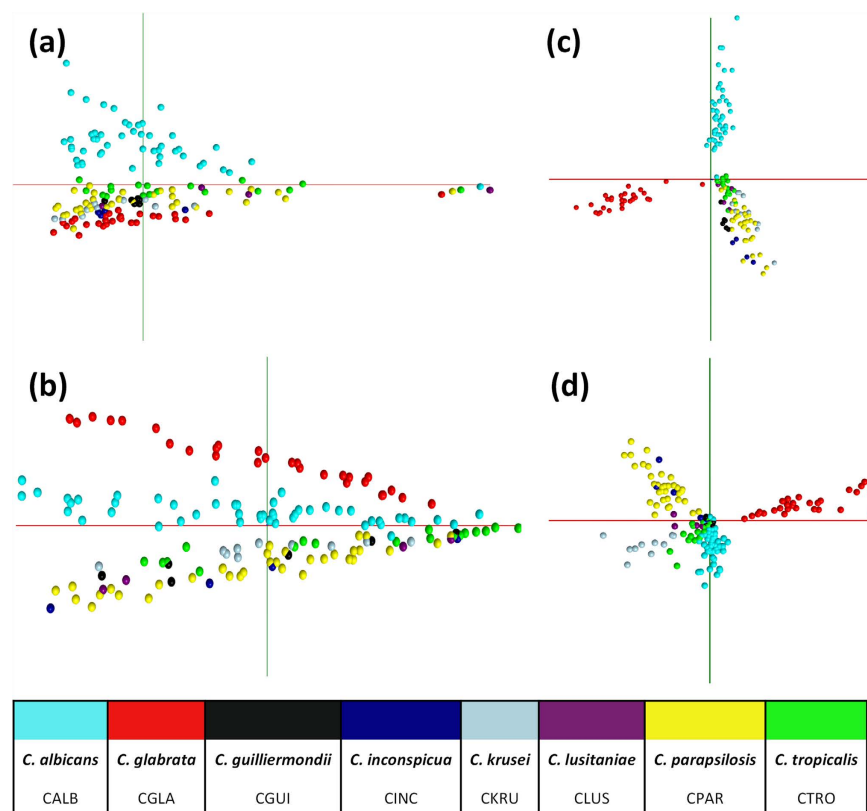 (a) (c)
(b) (d)
C. albicans C. glabrata C. guilliermondii C. inconspicua C. krusei C. lusitaniae C. parapsilosis C. tropicalis
CALB CGLA CGUI CINC CKRU CLUS CPAR CTRO